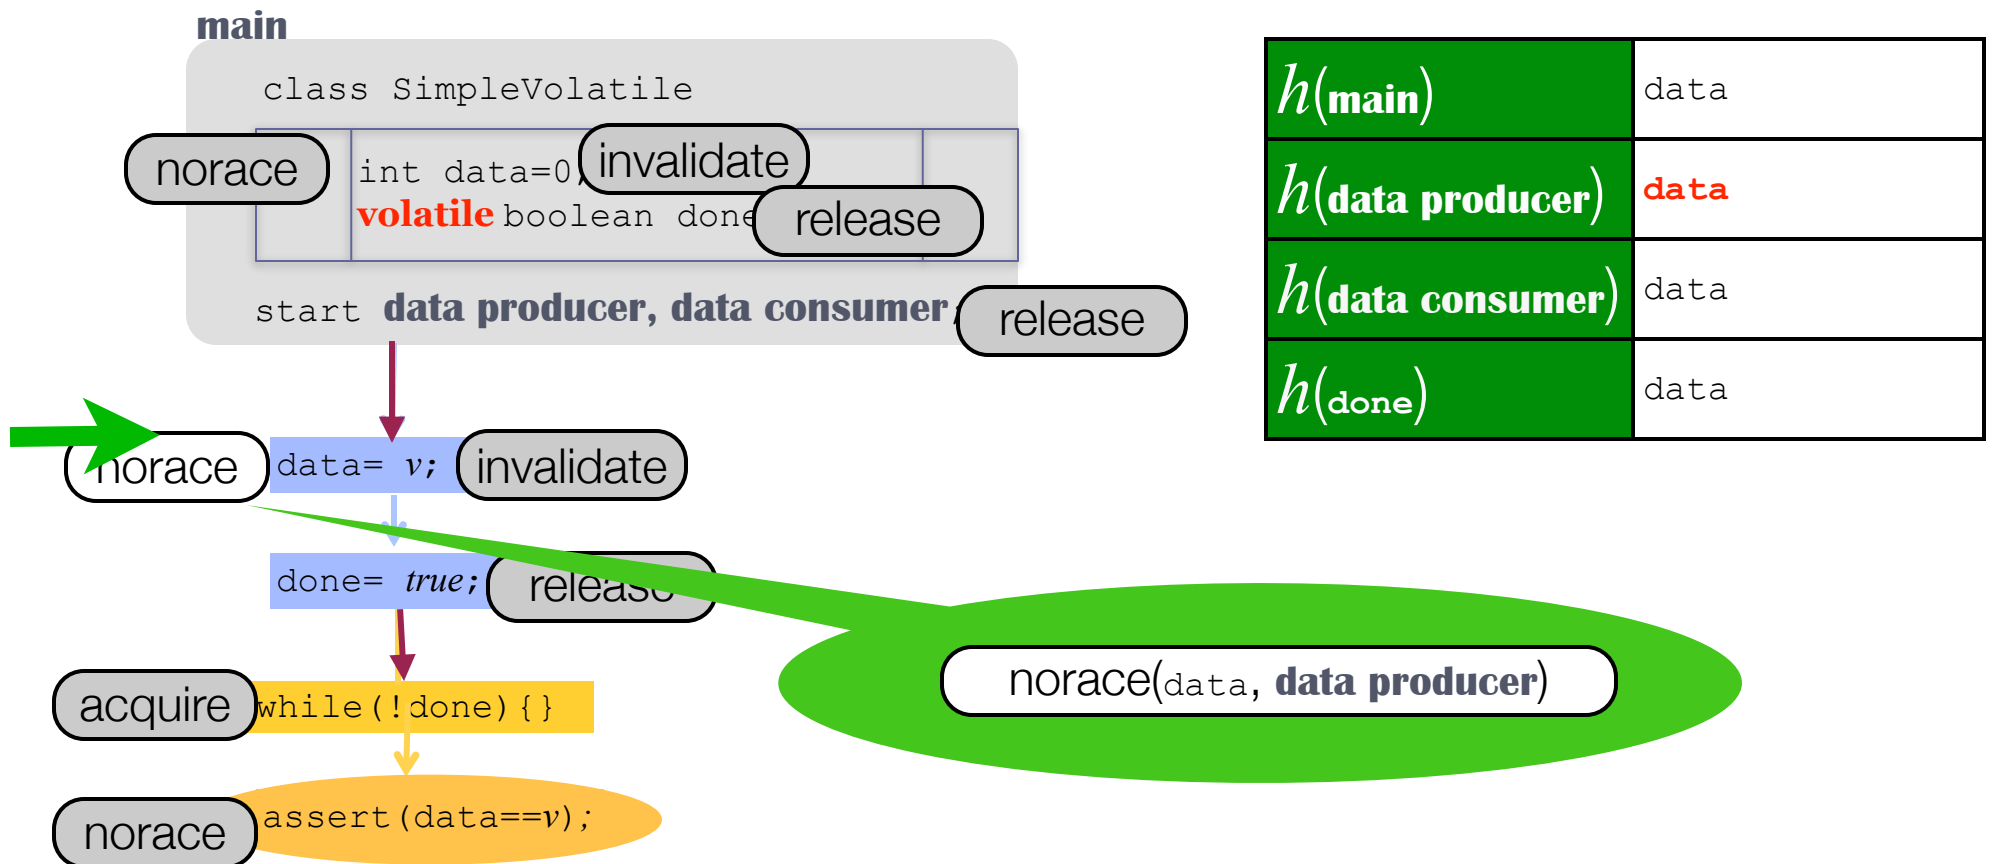 main
class SimpleVolatile
norace
int data=0;
invalidate
volatile boolean done
release
start data producer, data consumer;
release
norace
data= v;
invalidate
done= true;
release
acquire
while(!done){}
norace
assert(data==v);
norace(data, data producer)
h(main)
data
h(data producer)
data
h(data consumer)
data
h(done)
data